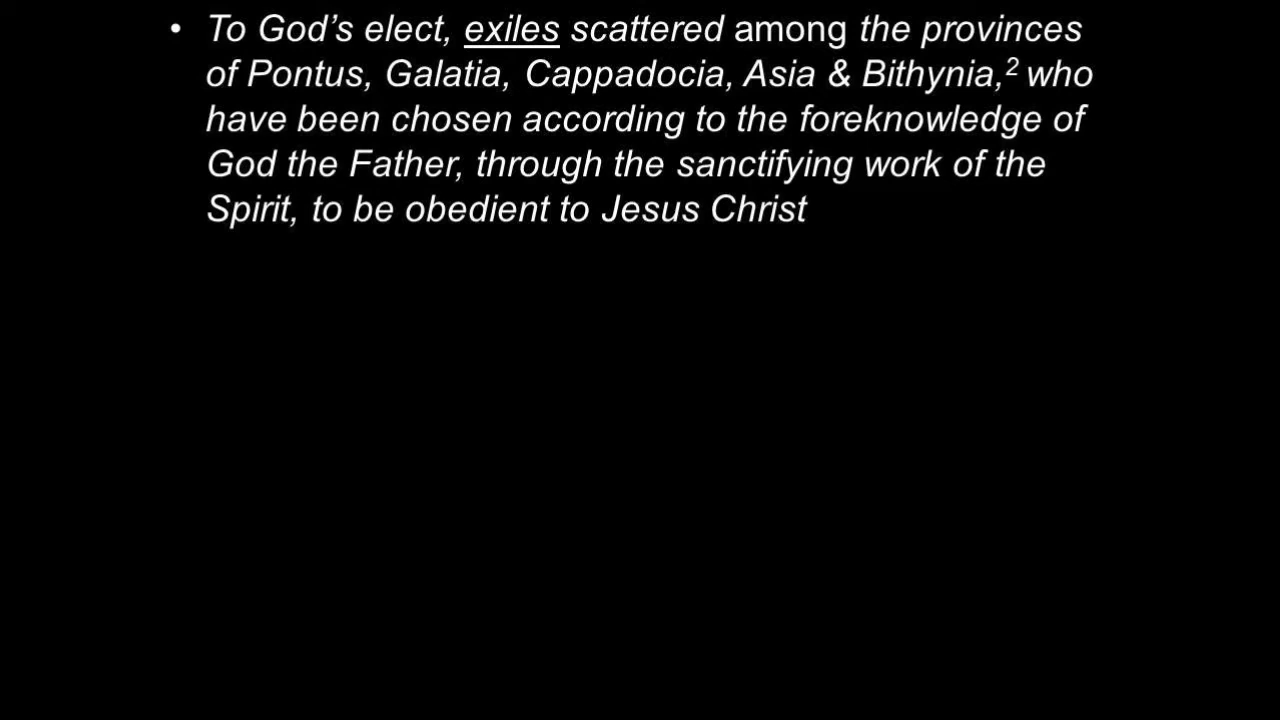 • To God's elect, exiles scattered among the provinces
of Pontus, Galatia, Cappadocia, Asia & Bithynia,² who
have been chosen according to the foreknowledge of
God the Father, through the sanctifying work of the
Spirit, to be obedient to Jesus Christ